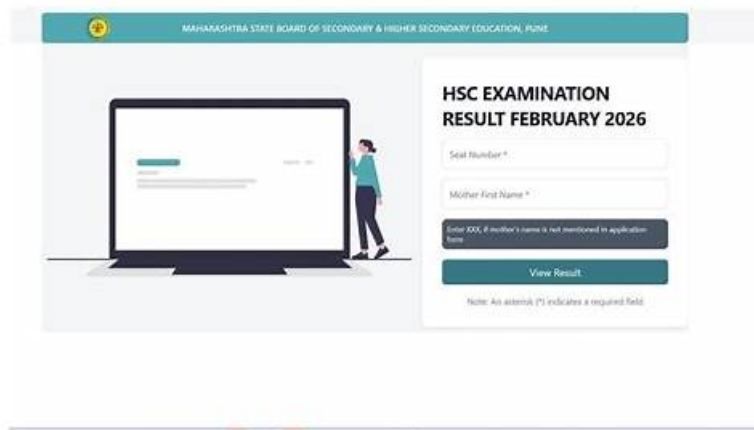 MAHARASHTRA STATE BOARD OF SECONDARY & HIGHER SECONDARY EDUCATION, PUNE
HSC EXAMINATION
RESULT FEBRUARY 2026
Seat Number *
Mother First Name *
Enter XXX, if mother's name is not mentioned in application
form
View Result
Note: An asterisk (*) indicates a required field